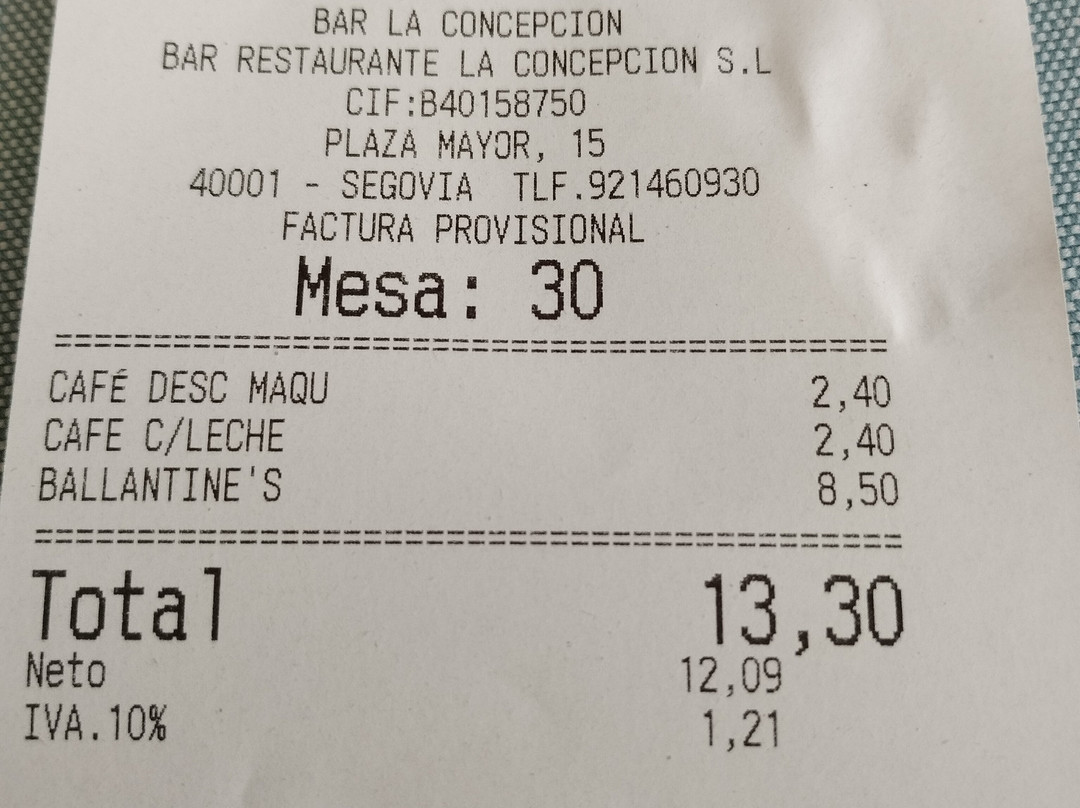 BAR LA CONCEPCION
BAR RESTAURANTE LA CONCEPCION S.L
CIF:B40158750
PLAZA MAYOR, 15
40001 - SEGOVIA TLF.921460930
FACTURA PROVISIONAL
Mesa: 30
==================================================
CAFÉ DESC MAQU 2,40
CAFE C/LECHE 2,40
BALLANTINE'S 8,50
==================================================
Total 13,30
Neto 12,09
IVA.10% 1,21